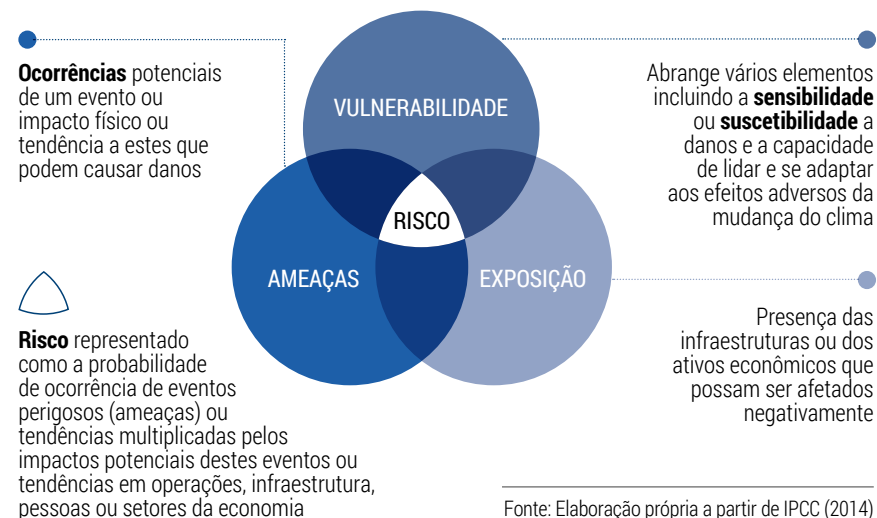 Ocorrências potenciais
de um evento ou
impacto físico ou
tendência a estes que
podem causar danos
VULNERABILIDADE
Abrange vários elementos
incluindo a sensibilidade
ou suscetibilidade a
danos e a capacidade
de lidar e se adaptar
aos efeitos adversos da
mudança do clima
RISCO
AMEAÇAS
EXPOSIÇÃO
Risco representado
como a probabilidade
de ocorrência de eventos
perigosos (ameaças) ou
tendências multiplicadas pelos
impactos potenciais destes eventos ou
tendências em operações, infraestrutura,
pessoas ou setores da economia
Presença das
infraestruturas ou dos
ativos econômicos que
possam ser afetados
negativamente
Fonte: Elaboração própria a partir de IPCC (2014)